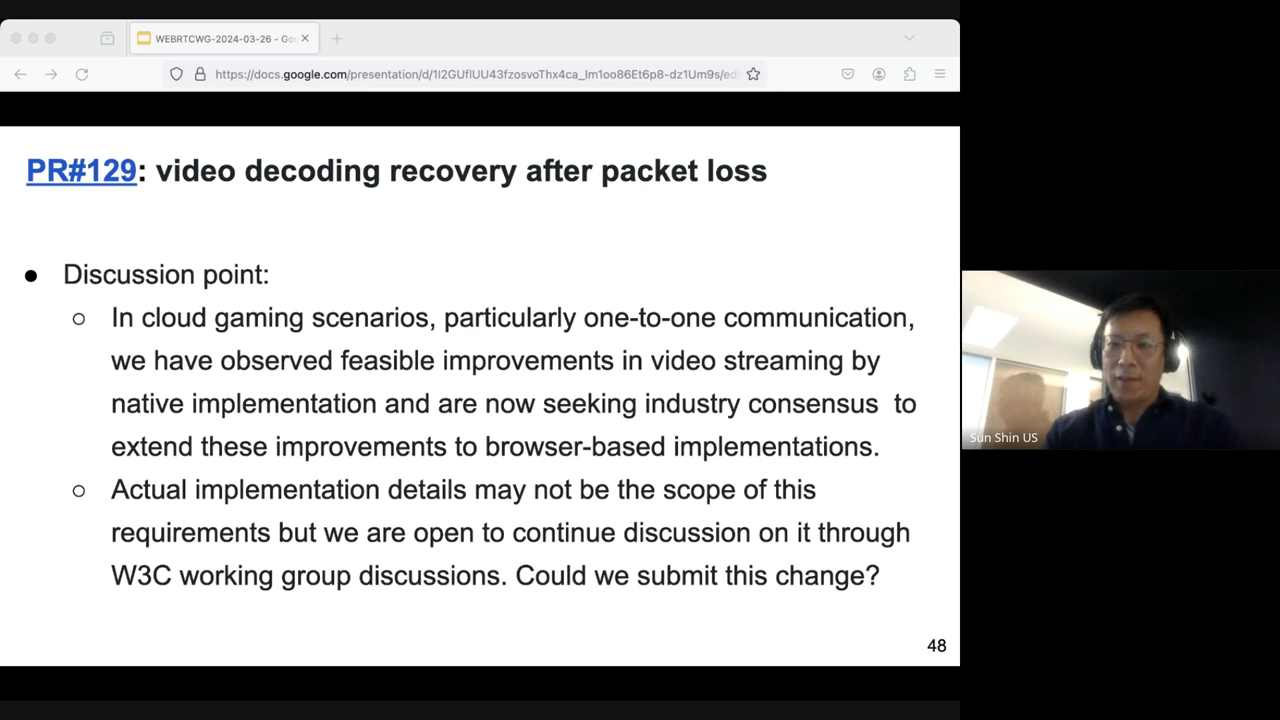 WEBRTCWG-2024-03-26 - Go
https://docs.google.com/presentation/d/1I2GUflUU43fzosvoThx4ca_lm1oo86Et6p8-dz1Um9s/edi
PR#129: video decoding recovery after packet loss
● Discussion point:
○ In cloud gaming scenarios, particularly one-to-one communication,
we have observed feasible improvements in video streaming by
native implementation and are now seeking industry consensus to
extend these improvements to browser-based implementations.
○ Actual implementation details may not be the scope of this
requirements but we are open to continue discussion on it through
W3C working group discussions. Could we submit this change?
48
Sun Shin US